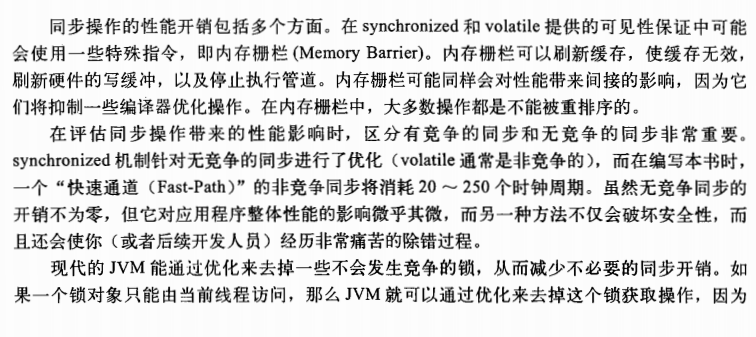 同步操作的性能开销包括多个方面。在 synchronized 和 volatile 提供的可见性保证中可能
会使用一些特殊指令，即内存栅栏 (Memory Barrier)。内存栅栏可以刷新缓存，使缓存无效，
刷新硬件的写缓冲，以及停止执行管道。内存栅栏可能同样会对性能带来间接的影响，因为它
们将抑制一些编译器优化操作。在内存栅栏中，大多数操作都是不能被重排序的。
在评估同步操作带来的性能影响时，区分有竞争的同步和无竞争的同步非常重要。
synchronized 机制针对无竞争的同步进行了优化（volatile 通常是非竞争的），而在编写本书时，
一个“快速通道（Fast-Path）”的非竞争同步将消耗 20 ～ 250 个时钟周期。虽然无竞争同步的
开销不为零，但它对应用程序整体性能的影响微乎其微，而另一种方法不仅会破坏安全性，而
且还会使你（或者后续开发人员）经历非常痛苦的除错过程。
现代的 JVM 能通过优化来去掉一些不会发生竞争的锁，从而减少不必要的同步开销。如
果一个锁对象只能由当前线程访问，那么 JVM 就可以通过优化来去掉这个锁获取操作，因为